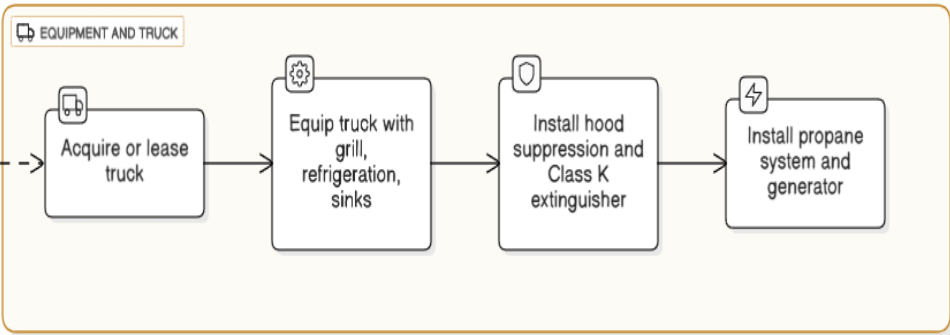 EQUIPMENT AND TRUCK
Acquire or lease
truck
Equip truck with
grill,
refrigeration,
sinks
Install hood
suppression and
Class K
extinguisher
Install propane
system and
generator